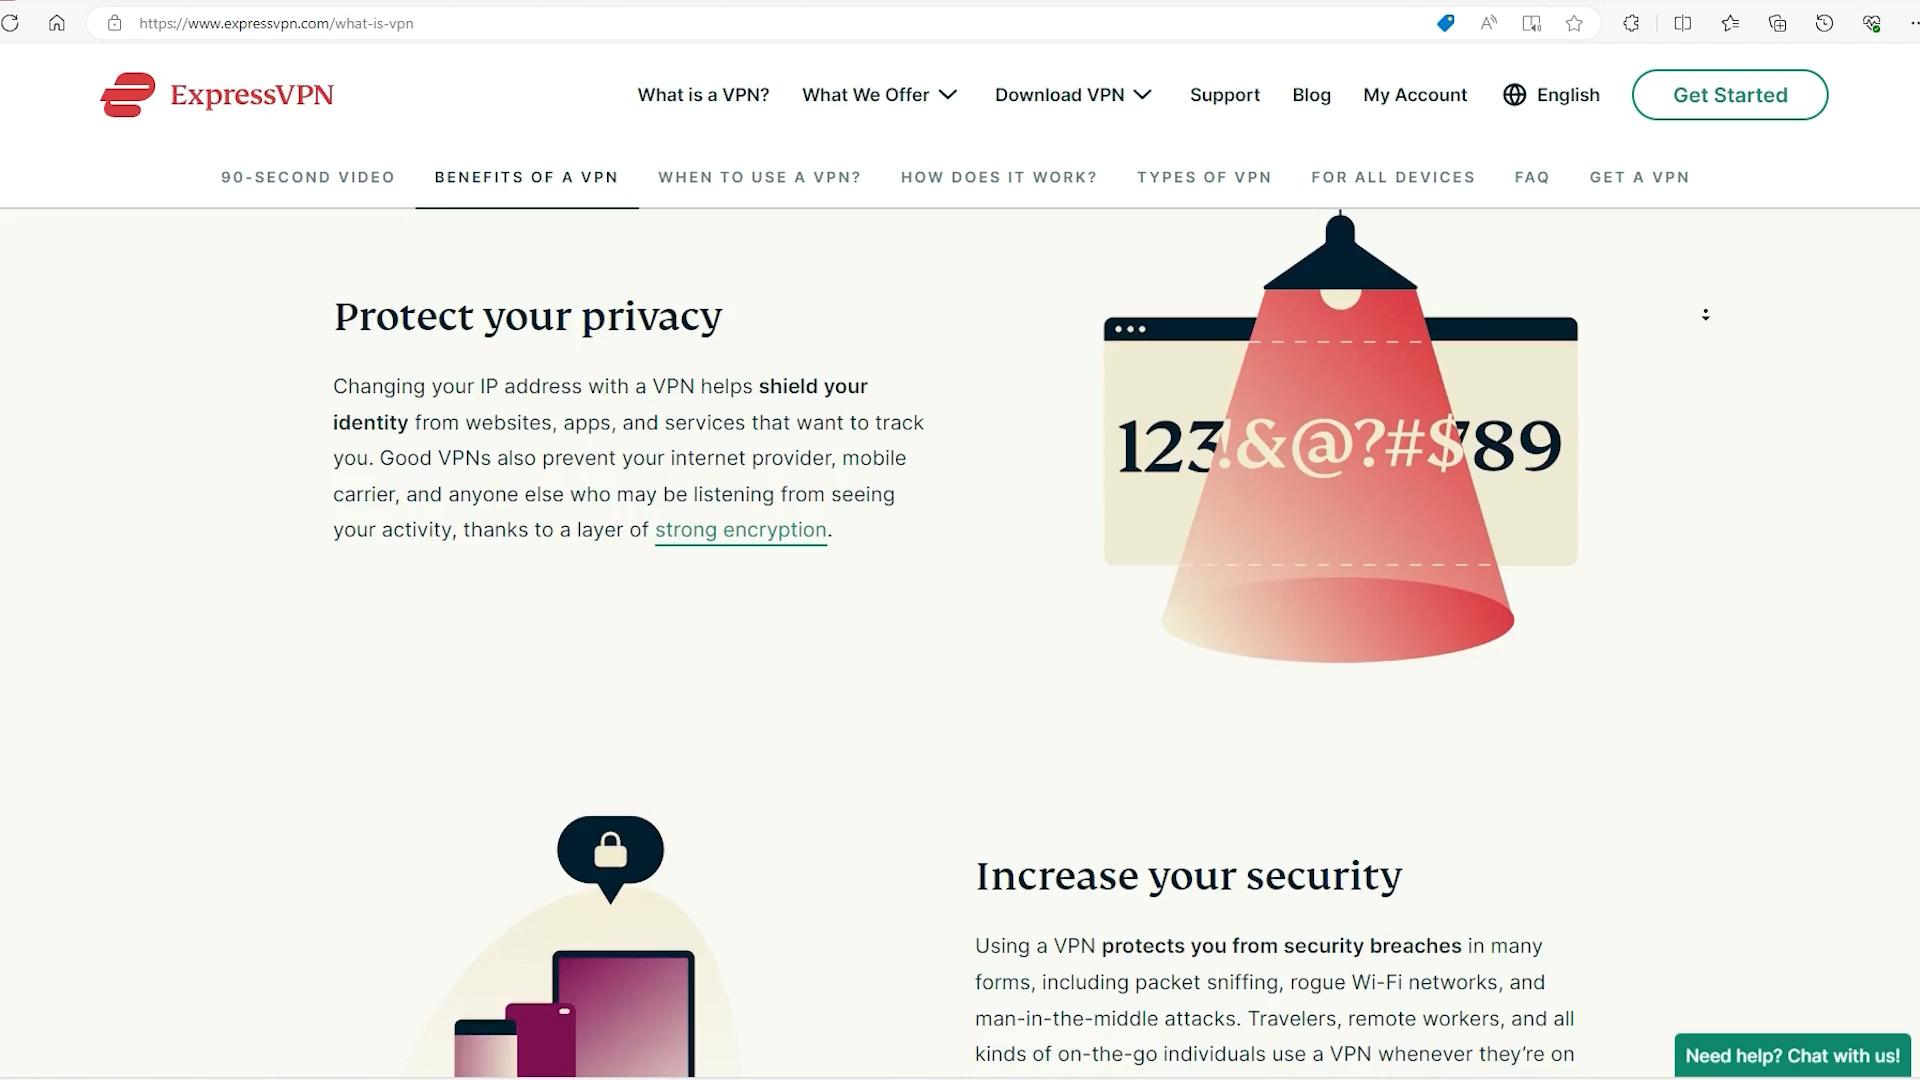 https://www.expressvpn.com/what-is-vpn
ExpressVPN
What is a VPN?
What We Offer
Download VPN
Support
Blog
My Account
English
Get Started
90-SECOND VIDEO
BENEFITS OF A VPN
WHEN TO USE A VPN?
HOW DOES IT WORK?
TYPES OF VPN
FOR ALL DEVICES
FAQ
GET A VPN
Protect your privacy
Changing your IP address with a VPN helps shield your
identity from websites, apps, and services that want to track
you. Good VPNs also prevent your internet provider, mobile
carrier, and anyone else who may be listening from seeing
your activity, thanks to a layer of strong encryption.
123!&@?#$789
Increase your security
Using a VPN protects you from security breaches in many
forms, including packet sniffing, rogue Wi-Fi networks, and
man-in-the-middle attacks. Travelers, remote workers, and all
kinds of on-the-go individuals use a VPN whenever they’re on
Need help? Chat with us!